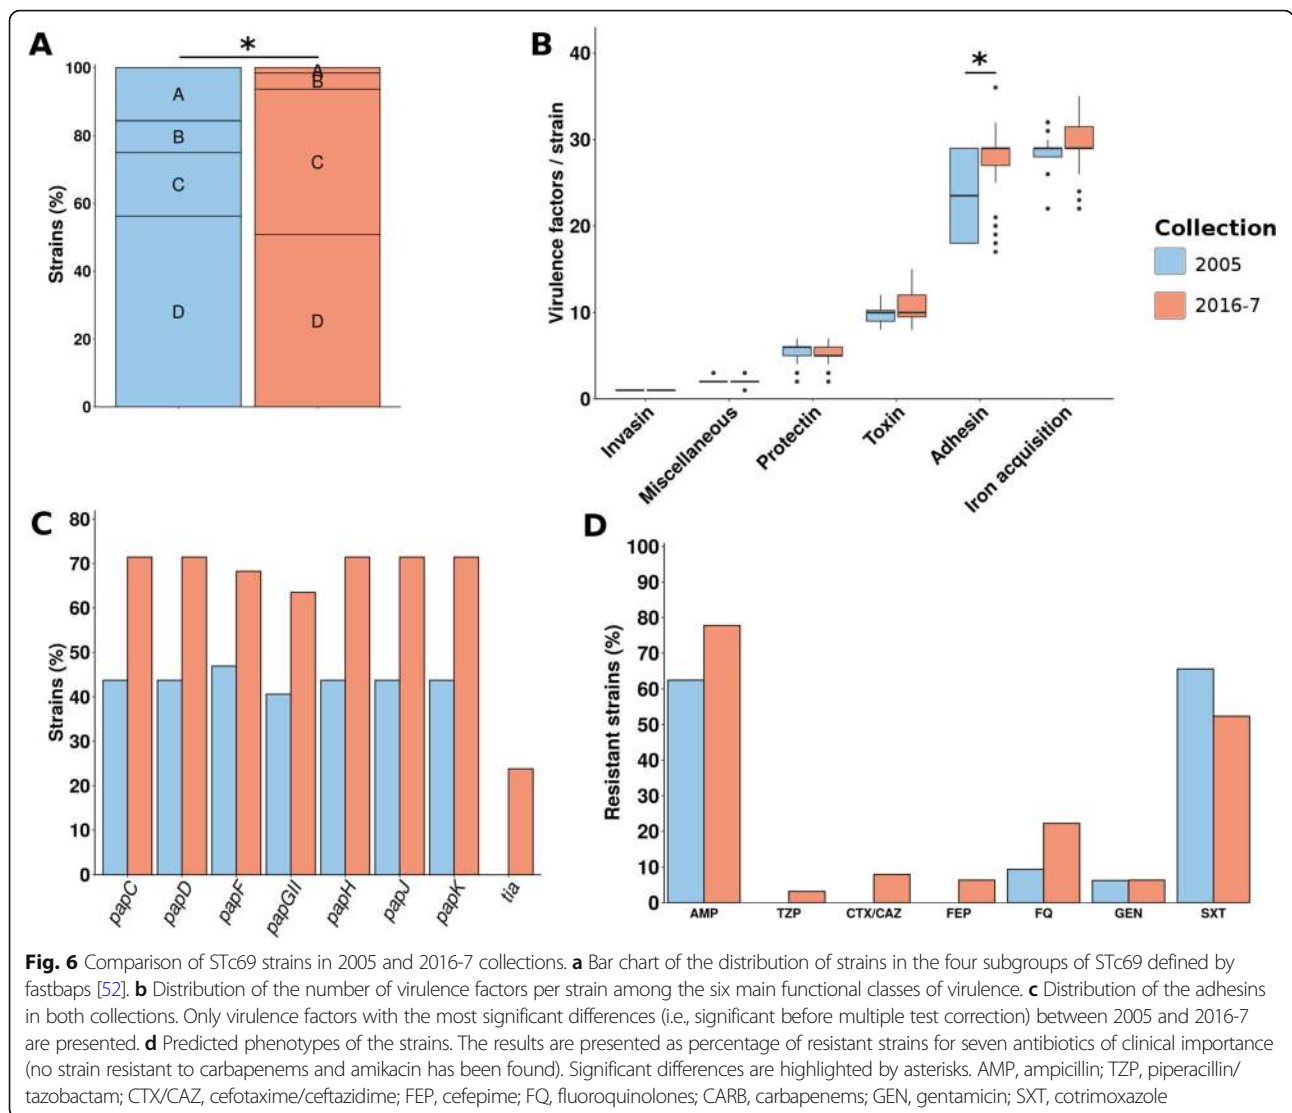 A
*
100
80
60
40
20
0
Strains (%)
A
B
C
D
A
B
C
D
B
*
40
30
20
10
0
Virulence factors / strain
Invasin
Miscellaneous
Protectin
Toxin
Adhesin
Iron acquisition
Collection
2005
2016-7
C
80
70
60
50
40
30
20
10
0
Strains (%)
papC
papD
papF
papGII
papH
papJ
papK
tia
D
100
90
80
70
60
50
40
30
20
10
0
Resistant strains (%)
AMP
TZP
CTX/CAZ
FEP
FQ
GEN
SXT
Fig. 6 Comparison of STc69 strains in 2005 and 2016-7 collections. a Bar chart of the distribution of strains in the four subgroups of STc69 defined by
fastbaps [52]. b Distribution of the number of virulence factors per strain among the six main functional classes of virulence. c Distribution of the adhesins
in both collections. Only virulence factors with the most significant differences (i.e., significant before multiple test correction) between 2005 and 2016-7
are presented. d Predicted phenotypes of the strains. The results are presented as percentage of resistant strains for seven antibiotics of clinical importance
(no strain resistant to carbapenems and amikacin has been found). Significant differences are highlighted by asterisks. AMP, ampicillin; TZP, piperacillin/
tazobactam; CTX/CAZ, cefotaxime/ceftazidime; FEP, cefepime; FQ, fluoroquinolones; CARB, carbapenems; GEN, gentamicin; SXT, cotrimoxazole